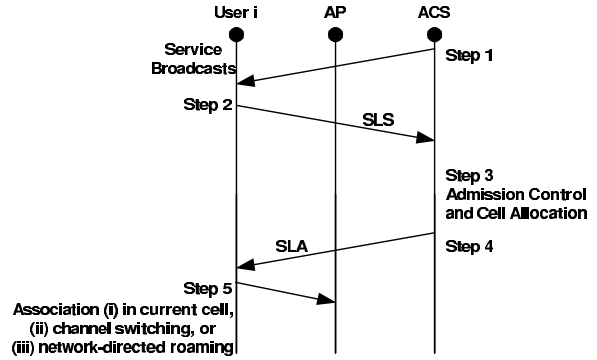 User i AP ACS
Service
Broadcasts
Step 1
Step 2
SLS
Step 3
Admission Control
and Cell Allocation
SLA
Step 4
Step 5
Association (i) in current cell,
(ii) channel switching, or
(iii) network-directed roaming